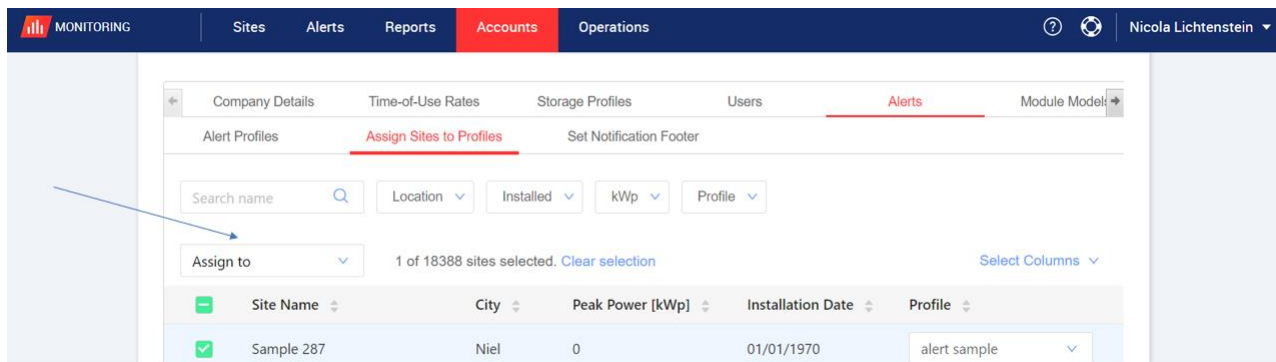 MONITORING Sites Alerts Reports Accounts Operations ? Nicola Lichtenstein
Company Details Time-of-Use Rates Storage Profiles Users Alerts Module Model
Alert Profiles Assign Sites to Profiles Set Notification Footer
Search name Location Installed kWp Profile
Assign to 1 of 18388 sites selected. Clear selection Select Columns
Site Name City Peak Power [kWp] Installation Date Profile
Sample 287 Niel 0 01/01/1970 alert sample